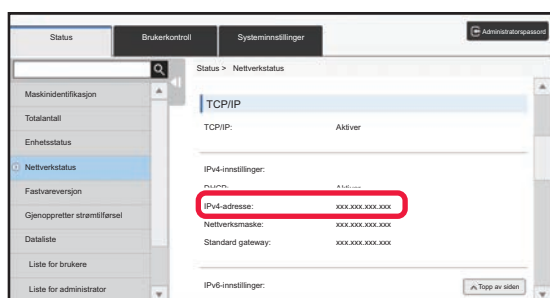 Status
Brukerkontroll
Systeminnstillinger
Administratorspassord
Status > Nettverkstatus
Maskinidentifikasjon
Totalantall
Enhetsstatus
Nettverkstatus
Fastvareversjon
Gjenoppretter strømtilførsel
Dataliste
Liste for brukere
Liste for administrator
TCP/IP
TCP/IP: Aktiver
IPv4-innstillinger:
DHCP: Aktiver
IPv4-adresse: xxx.xxx.xxx.xxx
Nettverksmaske: xxx.xxx.xxx.xxx
Standard gateway: xxx.xxx.xxx.xxx
IPv6-innstillinger:
Topp av siden